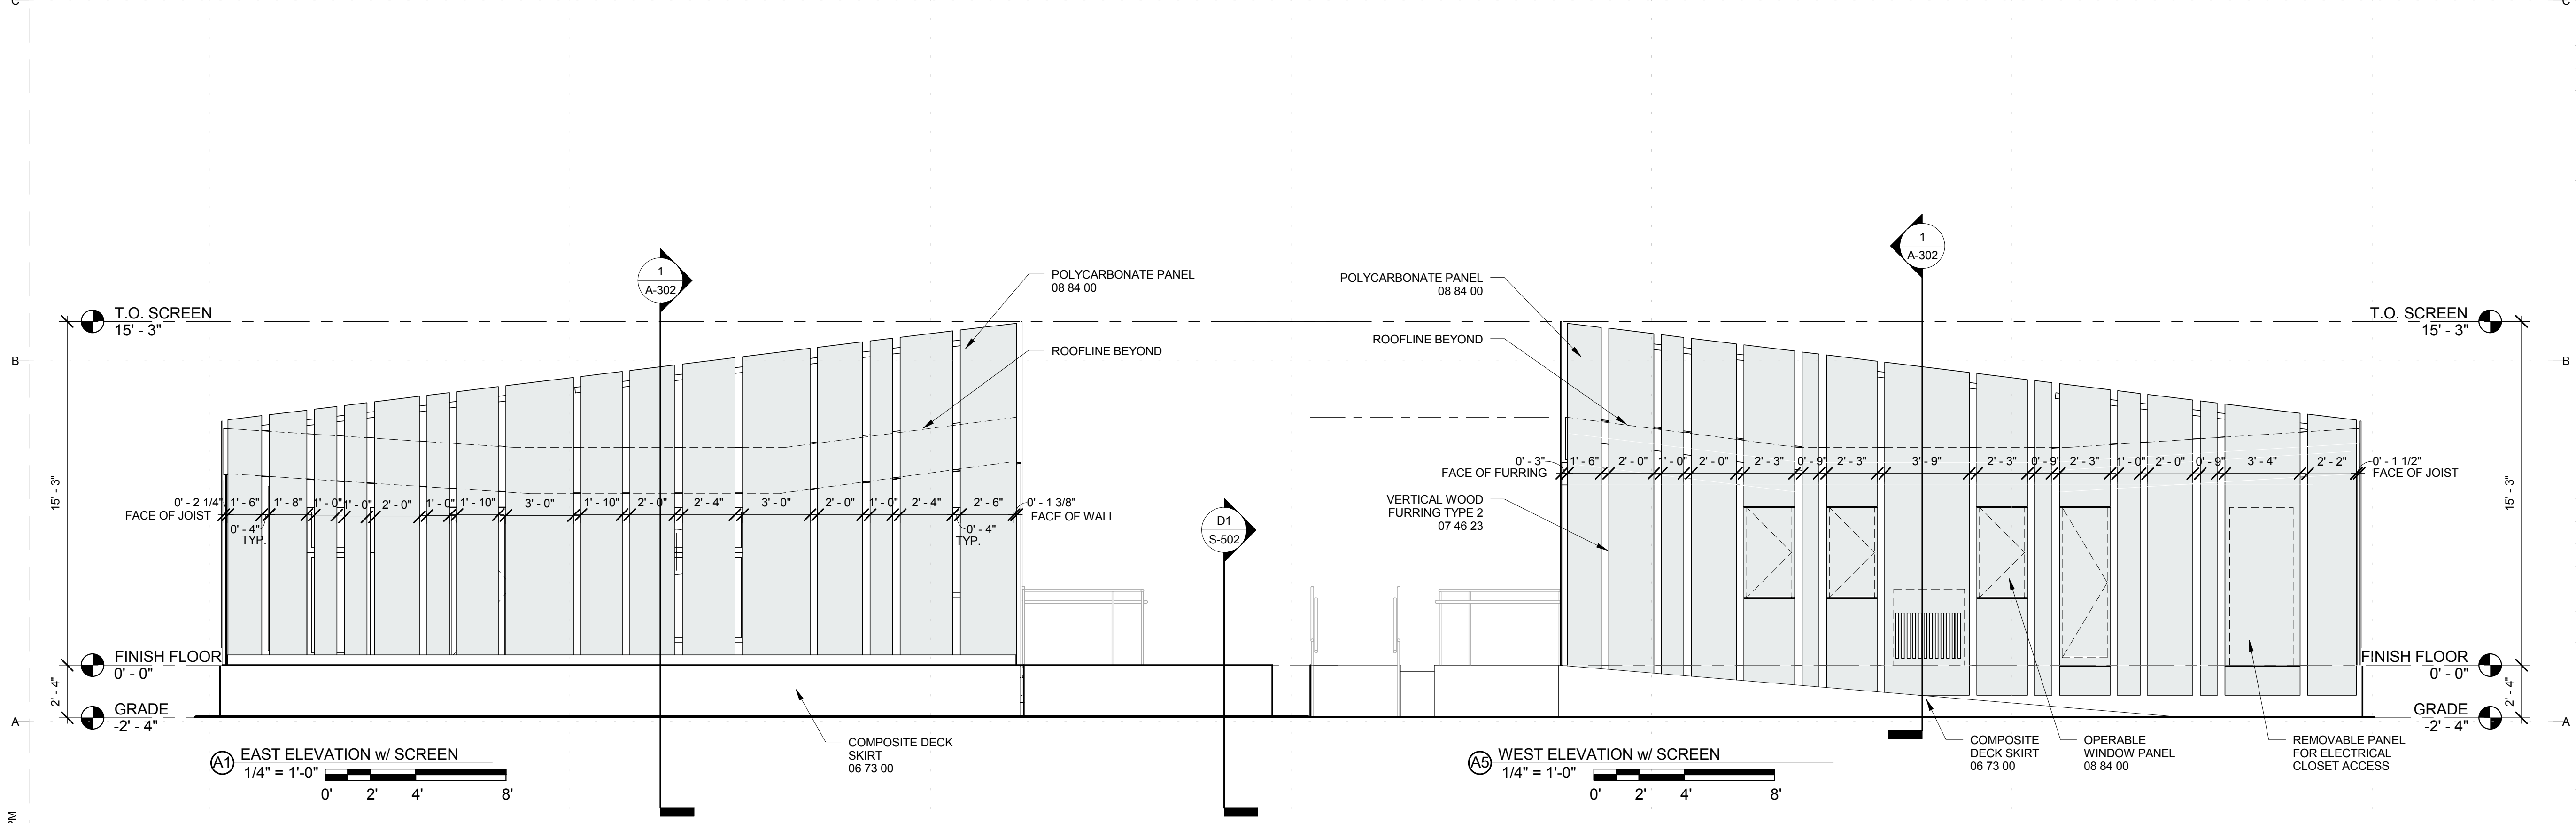 C
C
1
A-302
1
A-302
POLYCARBONATE PANEL
08 84 00
POLYCARBONATE PANEL
08 84 00
T.O. SCREEN
15' - 3"
T.O. SCREEN
15' - 3"
ROOFLINE BEYOND
ROOFLINE BEYOND
B
B
15' - 3"
15' - 3"
0' - 2 1/4"
1' - 6"
1' - 8"
1' - 0"
1' - 0"
2' - 0"
1' - 0"
1' - 10"
3' - 0"
1' - 10"
2' - 0"
2' - 4"
3' - 0"
2' - 0"
1' - 0"
2' - 4"
2' - 6"
0' - 1 3/8"
FACE OF JOIST
FACE OF WALL
0' - 4"
TYP.
0' - 4"
TYP.
D1
S-502
0' - 3"
1' - 6"
2' - 0"
1' - 0"
2' - 0"
2' - 3"
0' - 9"
2' - 3"
3' - 9"
2' - 3"
0' - 9"
2' - 3"
1' - 0"
2' - 0"
0' - 9"
3' - 4"
2' - 2"
0' - 1 1/2"
FACE OF FURRING
FACE OF JOIST
VERTICAL WOOD
FURRING TYPE 2
07 46 23
FINISH FLOOR
0' - 0"
FINISH FLOOR
0' - 0"
2' - 4"
2' - 4"
GRADE
-2' - 4"
GRADE
-2' - 4"
A
A
COMPOSITE DECK
SKIRT
06 73 00
COMPOSITE
DECK SKIRT
06 73 00
OPERABLE
WINDOW PANEL
08 84 00
REMOVABLE PANEL
FOR ELECTRICAL
CLOSET ACCESS
A1
EAST ELEVATION w/ SCREEN
1/4" = 1'-0"
0'
2'
4'
8'
A5
WEST ELEVATION w/ SCREEN
1/4" = 1'-0"
0'
2'
4'
8'
PM